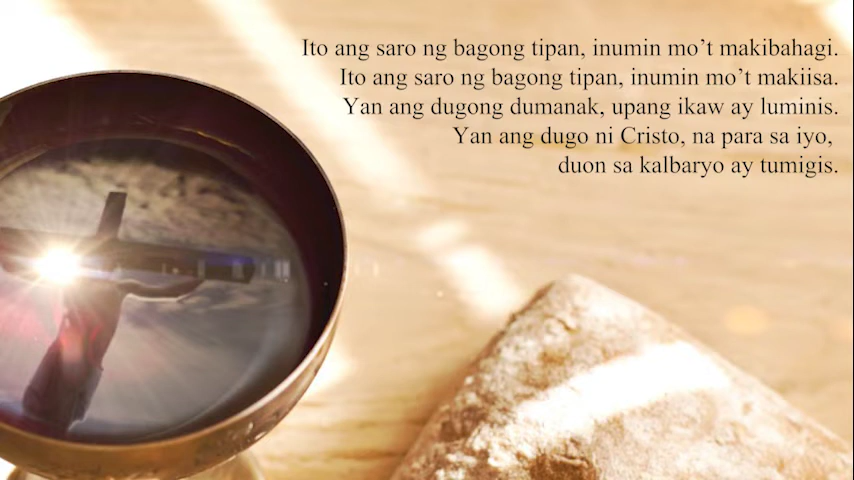 Ito ang saro ng bagong tipan, inumin mo’t makibahagi.
Ito ang saro ng bagong tipan, inumin mo’t makiisa.
Yan ang dugong dumanak, upang ikaw ay luminis.
Yan ang dugo ni Cristo, na para sa iyo,
duon sa kalbaryo ay tumigis.